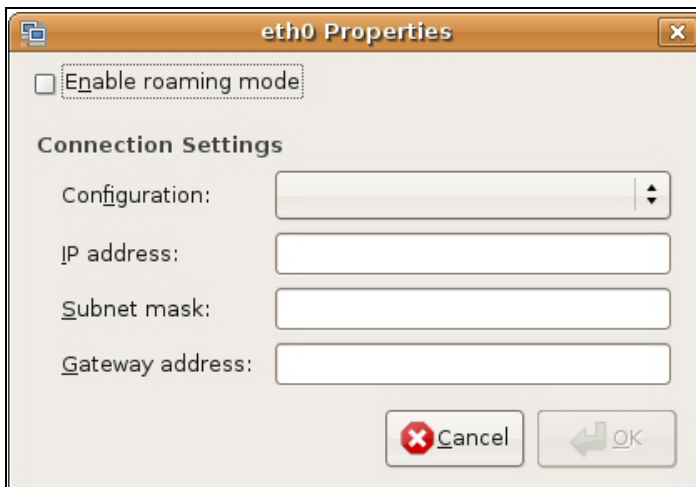 eth0 Properties
Enable roaming mode
Connection Settings
Configuration:
IP address:
Subnet mask:
Gateway address:
Cancel
OK